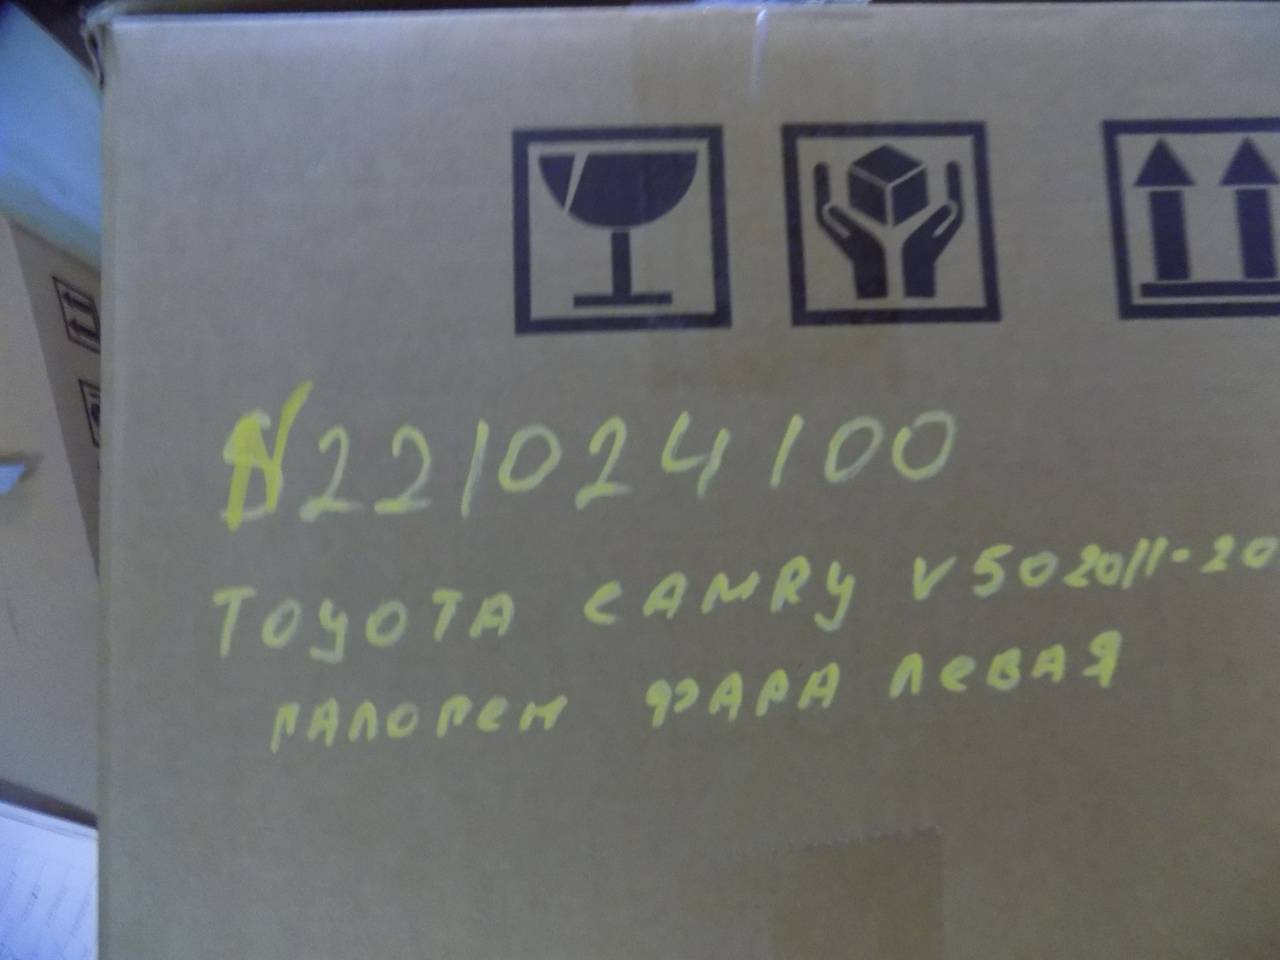 N221024100
TOYOTA CAMRY V50 2011-20
ГАЛОГЕН ФАРА ЛЕВАЯ